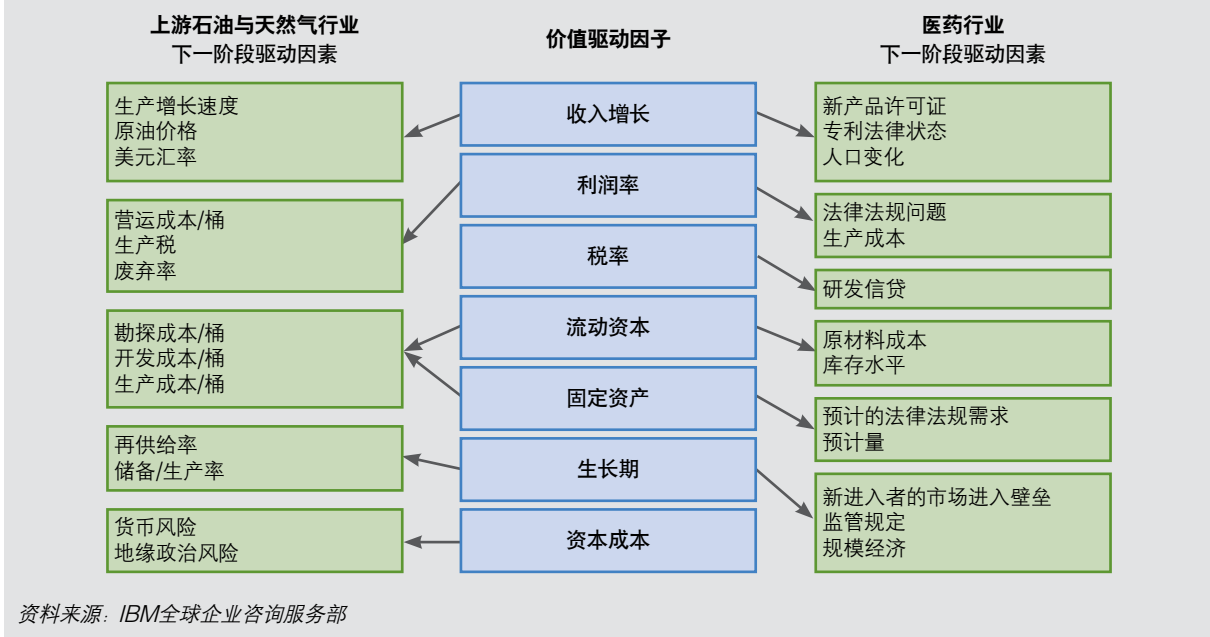 上游石油与天然气行业
下一阶段驱动因素
生产增长速度
原油价格
美元汇率
营运成本/桶
生产税
废弃率
勘探成本/桶
开发成本/桶
生产成本/桶
再供给率
储备/生产率
货币风险
地缘政治风险
价值驱动因子
收入增长
利润率
税率
流动资本
固定资产
生长期
资本成本
医药行业
下一阶段驱动因素
新产品许可证
专利法律状态
人口变化
法律法规问题
生产成本
研发信贷
原材料成本
库存水平
预计的法律法规需求
预计量
新进入者的市场进入壁垒
监管规定
规模经济
资料来源：IBM全球企业咨询服务部